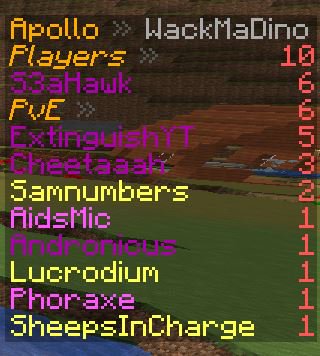 Apollo » WackMaDino
Players » 10
S3aHawk 6
PvE » 6
ExtinguishYT 5
Cheetaaah 3
Samnumbers 2
AidsMic 1
Andronicus 1
Lucrodium 1
Phoraxe 1
SheepsInCharge 1